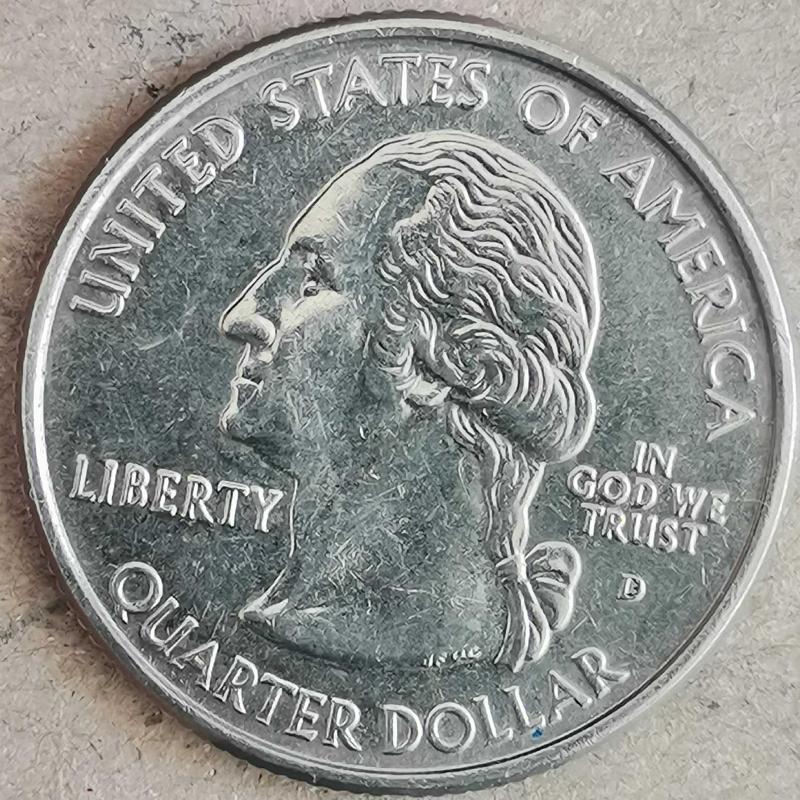 UNITED STATES OF AMERICA
LIBERTY
IN
GOD WE
TRUST
D
QUARTER DOLLAR